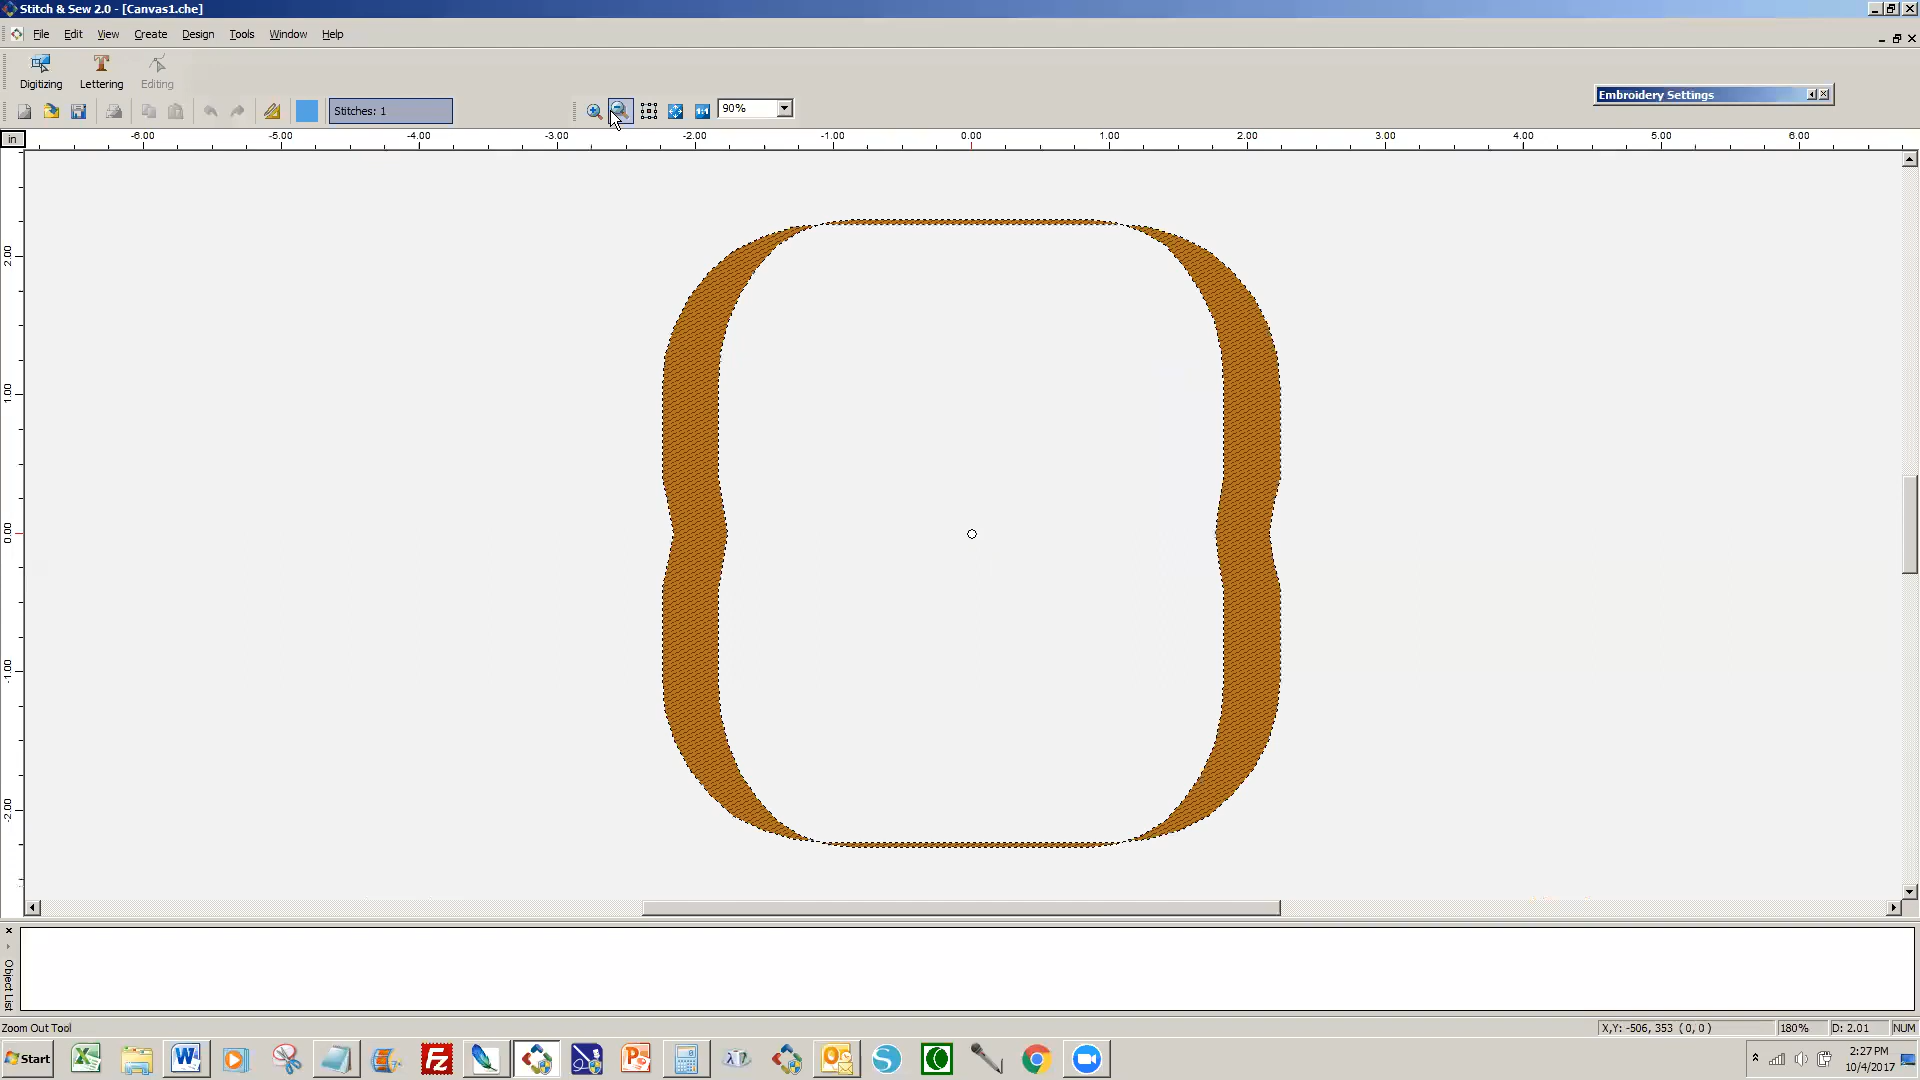 Stitch & Sew 2.0 - [Canvas1.che]
File Edit View Create Design Tools Window Help
Digitizing Lettering Editing
Embroidery Settings
Stitches: 1
90%
in
-6.00 -5.00 -4.00 -3.00 -2.00 -1.00 0.00 1.00 2.00 3.00 4.00 5.00 6.00
2.00
1.00
0.00
-1.00
-2.00
Object List
Zoom Out Tool
X,Y: -506, 353 ( 0, 0 )
180%
D: 2.01
NUM
Start
2:27 PM
10/4/2017